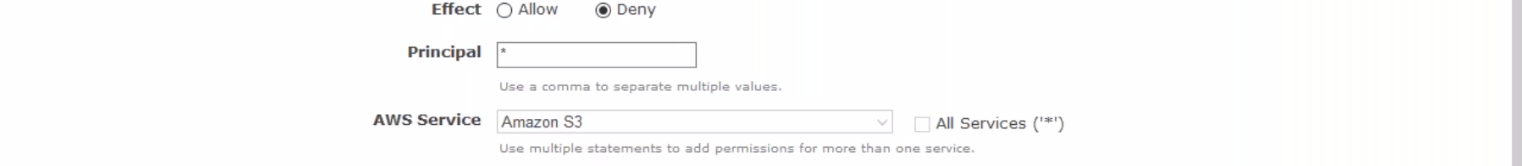 Effect Allow Deny
Principal *
Use a comma to separate multiple values.
AWS Service Amazon S3 All Services ('*')
Use multiple statements to add permissions for more than one service.